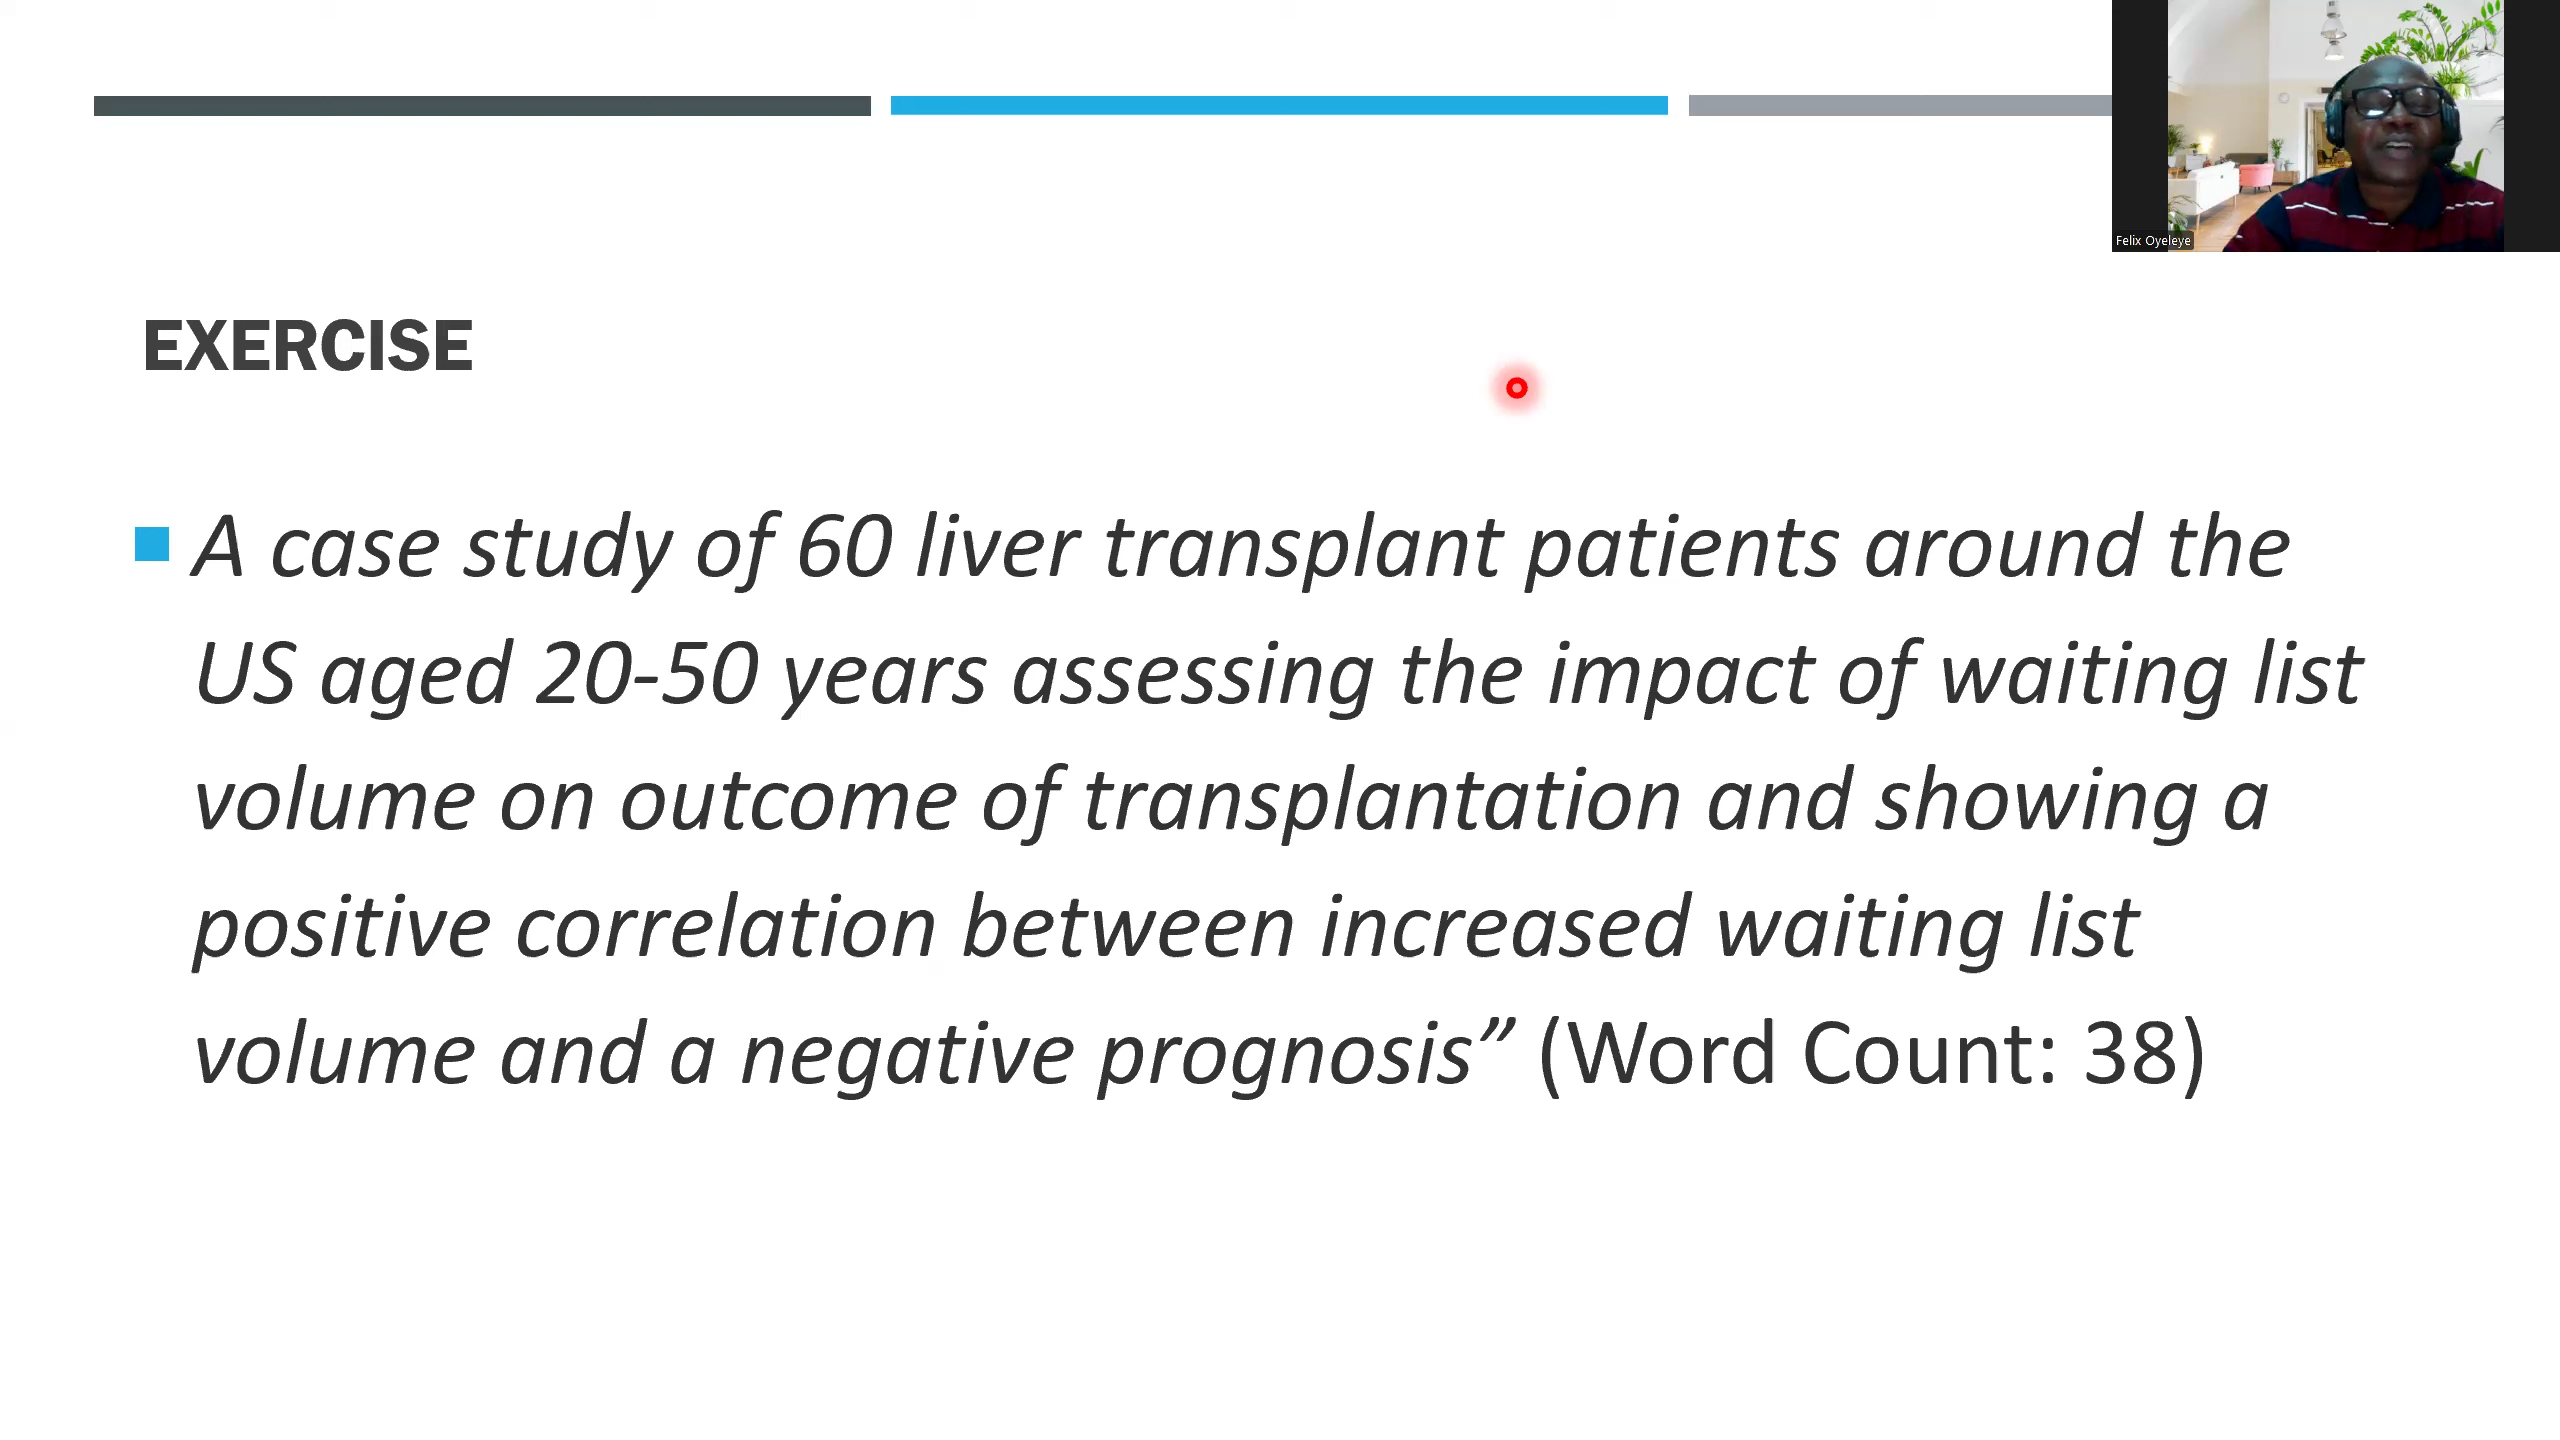 Felix Oyeleye
EXERCISE
A case study of 60 liver transplant patients around the
US aged 20-50 years assessing the impact of waiting list
volume on outcome of transplantation and showing a
positive correlation between increased waiting list
volume and a negative prognosis” (Word Count: 38)